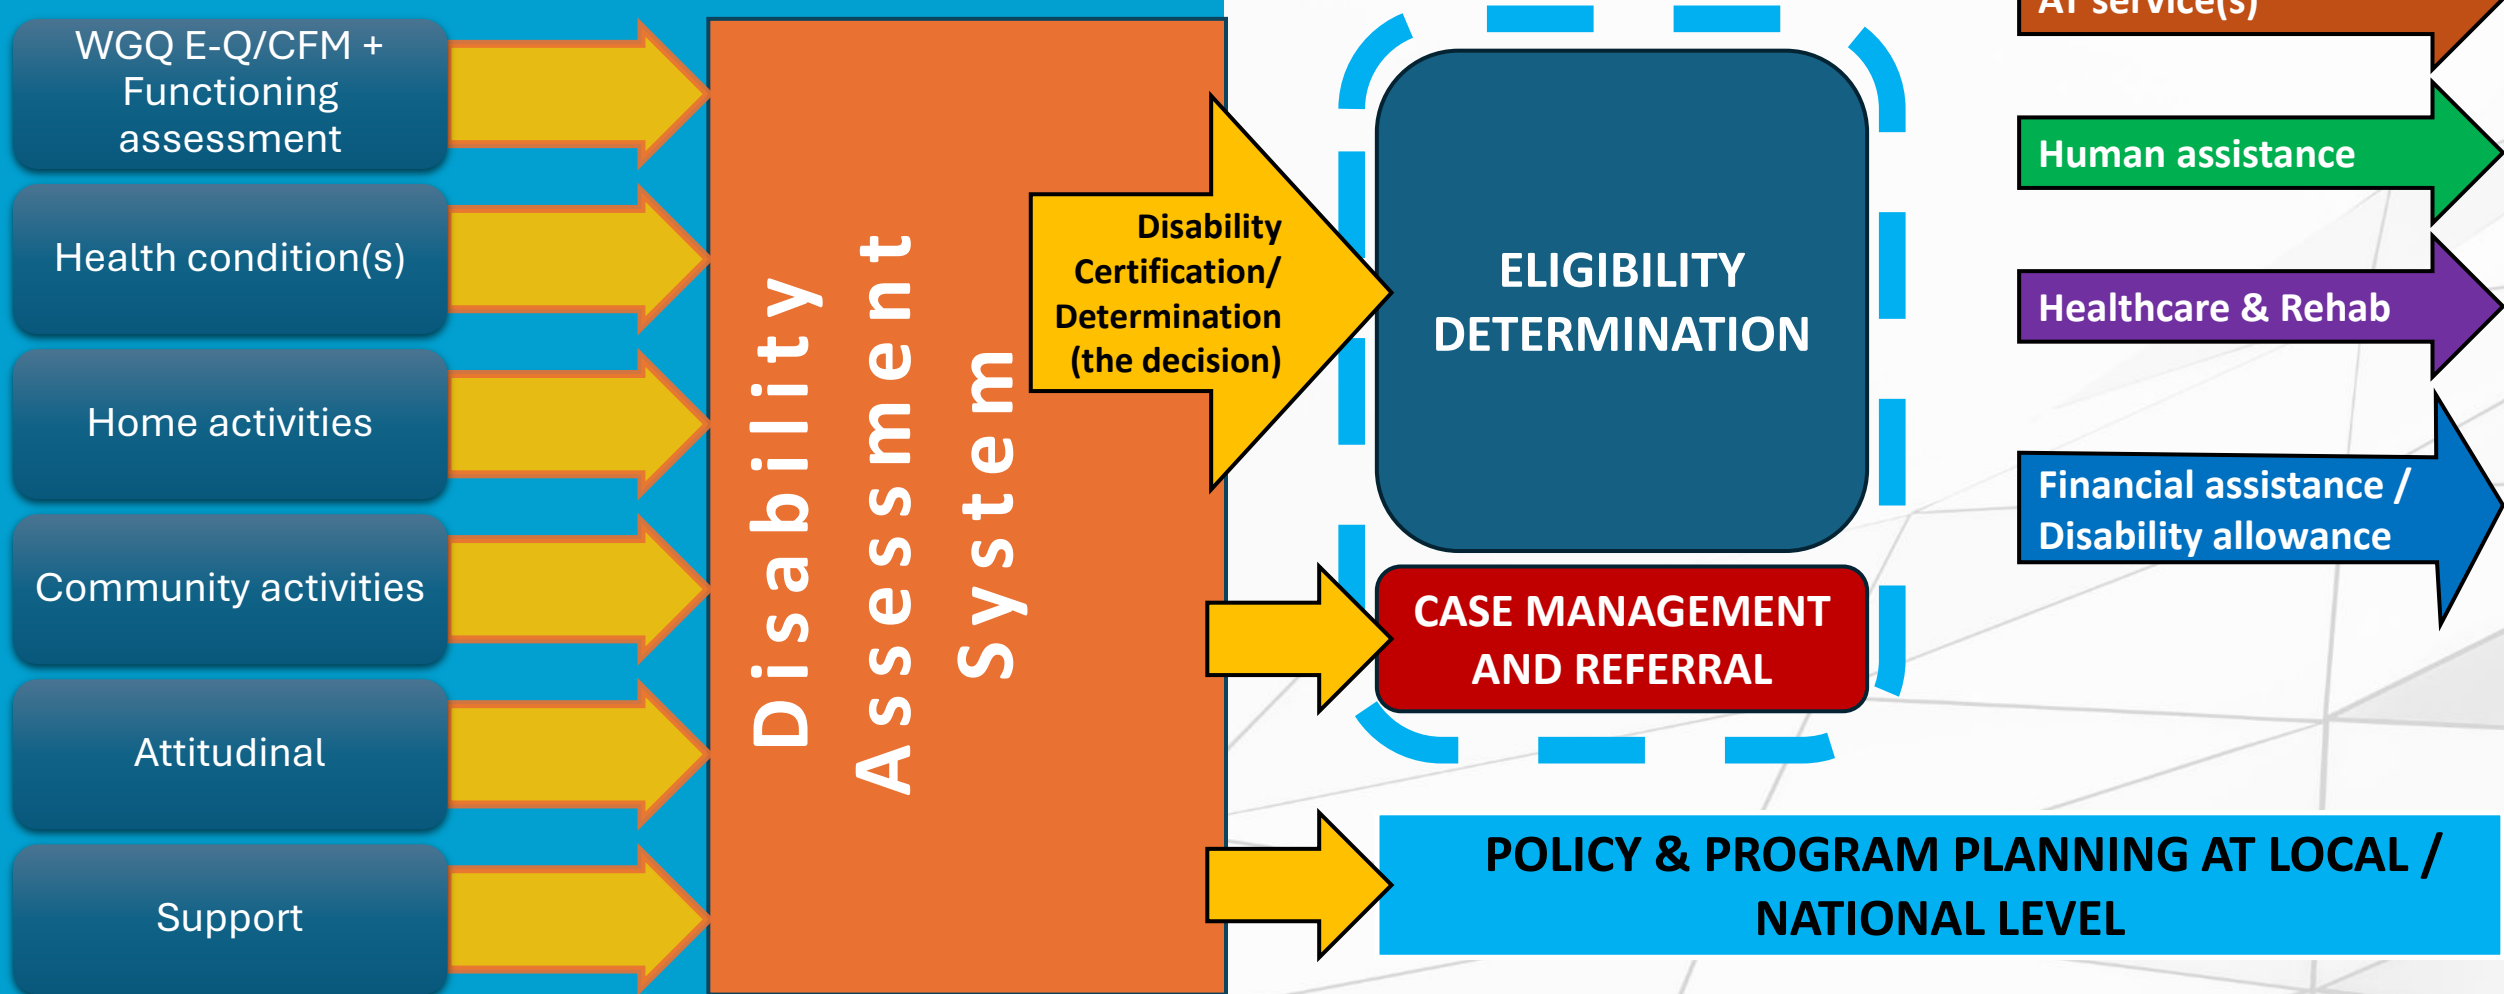 WGQ E-Q/CFM +
Functioning
assessment
Health condition(s)
Home activities
Community activities
Attitudinal
Support
Disability
Assessment
System
Disability
Certification/
Determination
(the decision)
ELIGIBILITY
DETERMINATION
CASE MANAGEMENT
AND REFERRAL
POLICY & PROGRAM PLANNING AT LOCAL /
NATIONAL LEVEL
AT service(s)
Human assistance
Healthcare & Rehab
Financial assistance /
Disability allowance